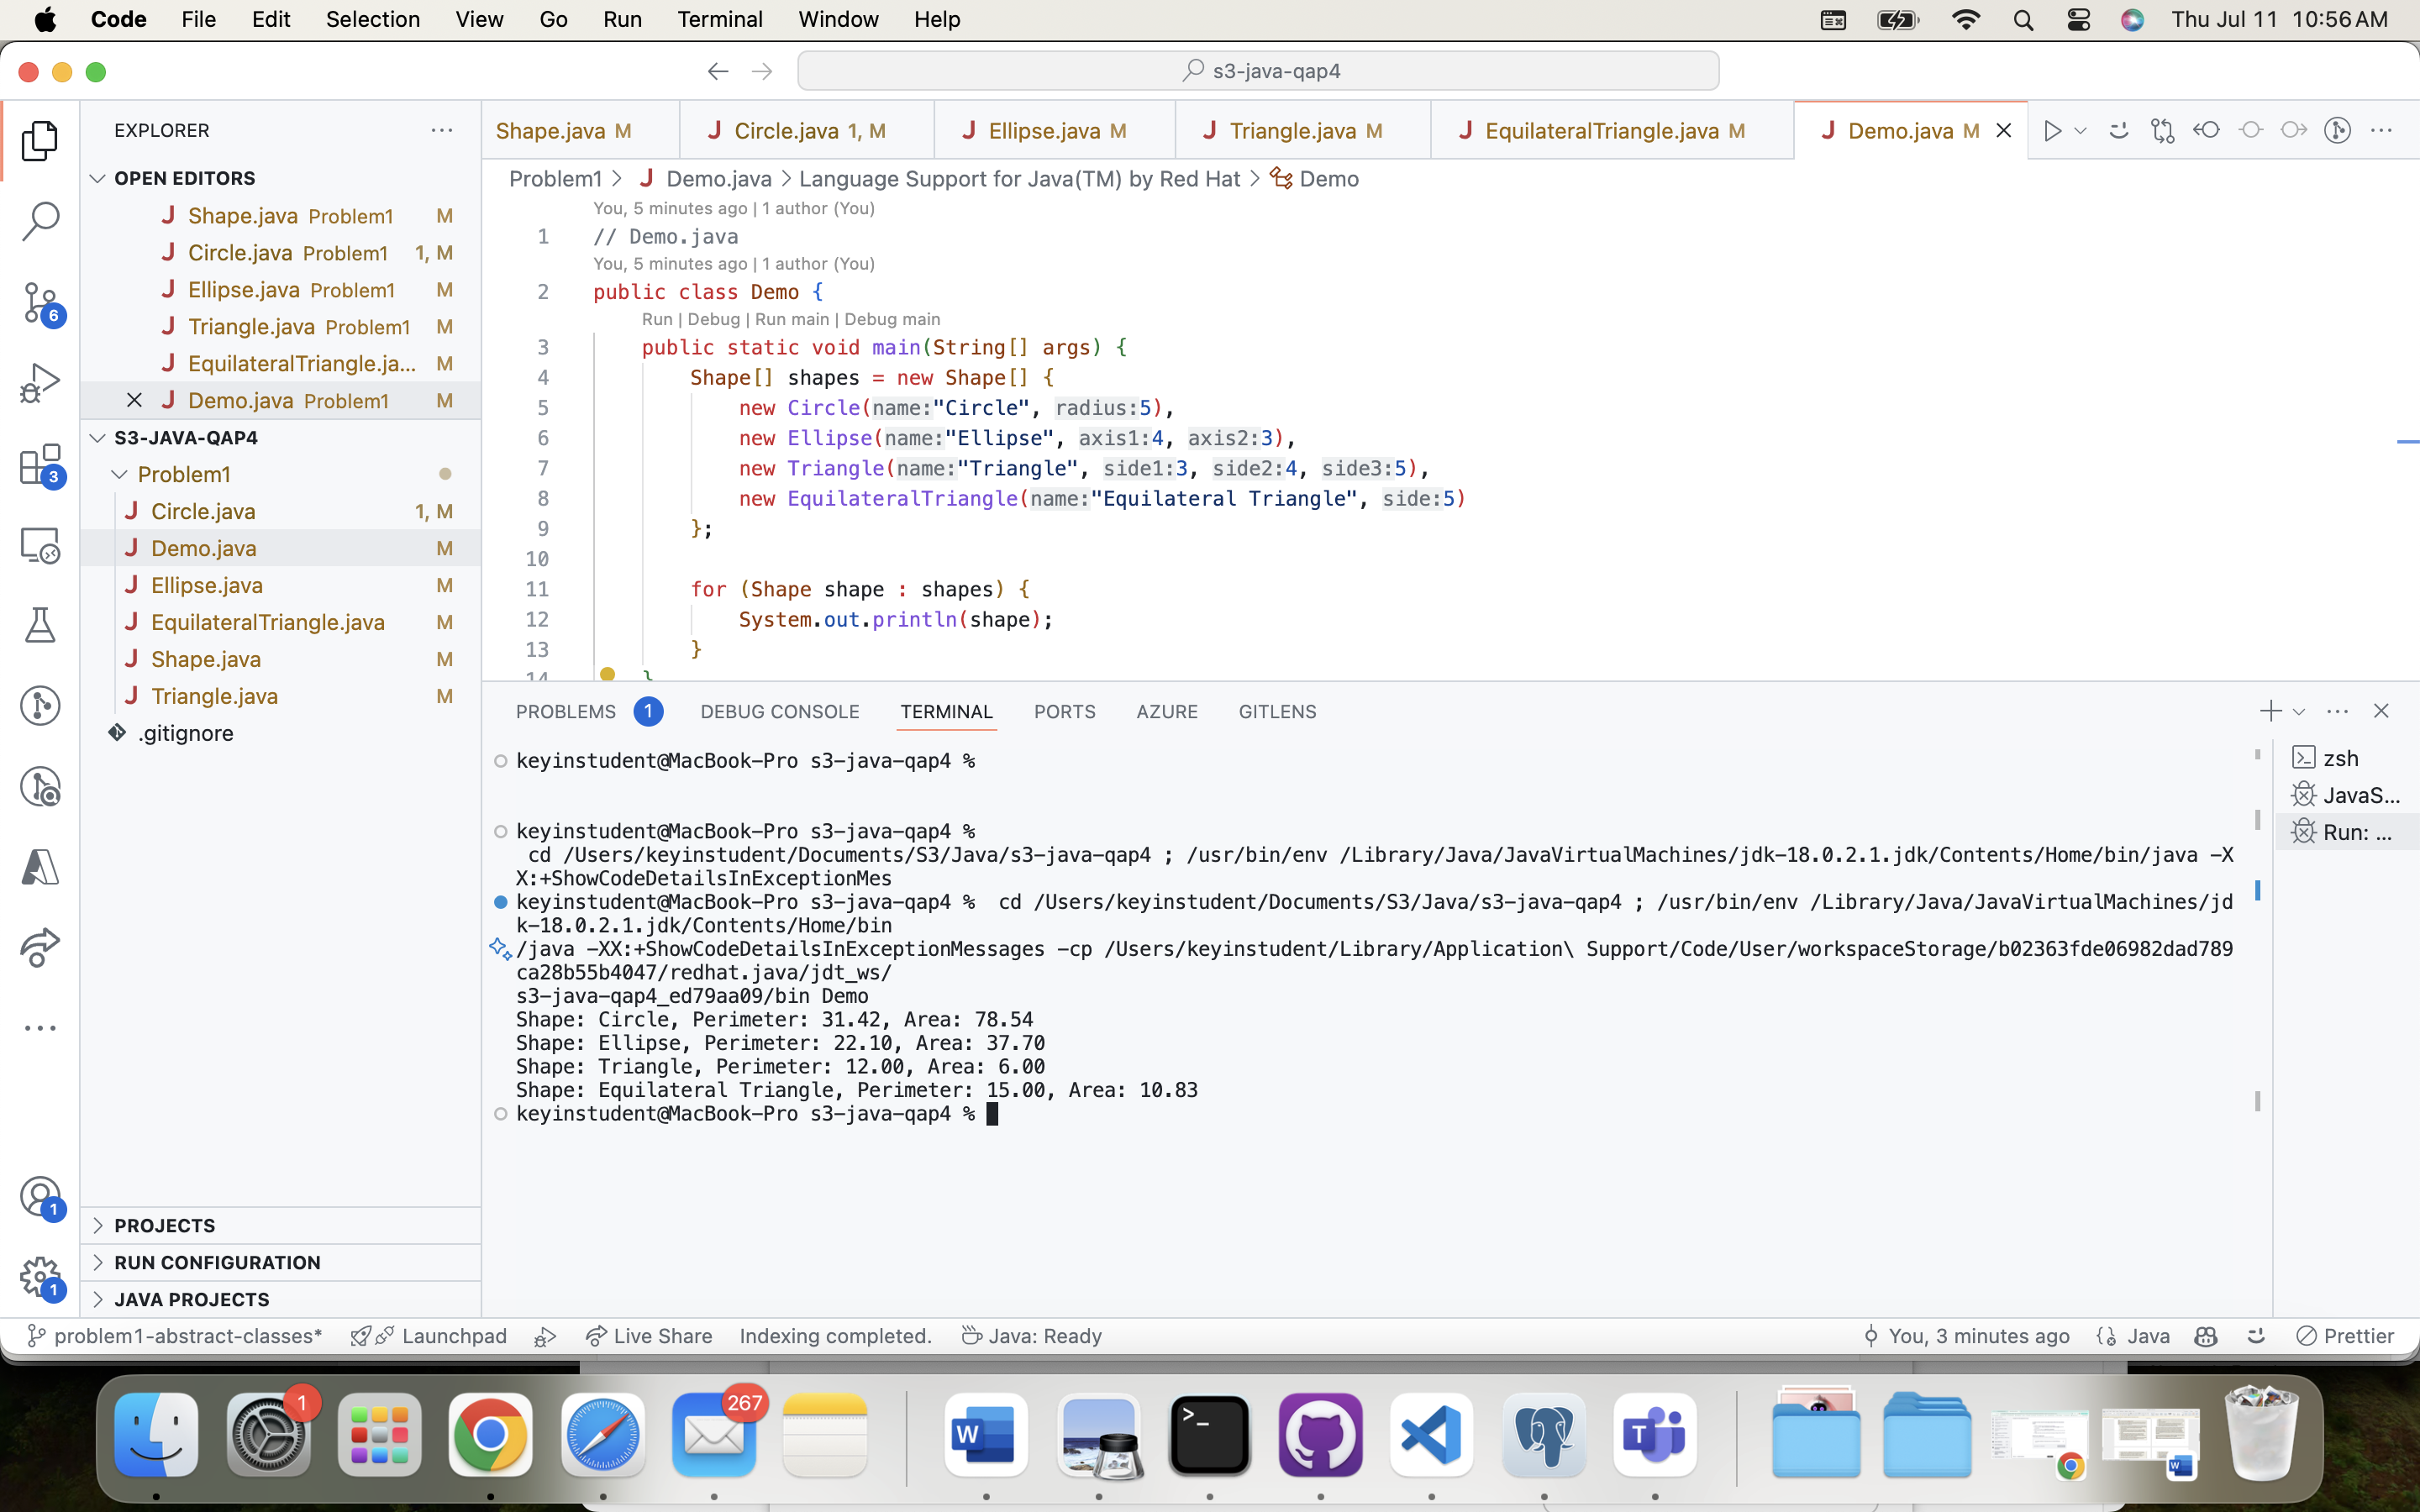 Code File Edit Selection View Go Run Terminal Window Help Thu Jul 11 10:56 AM
s3-java-qap4
EXPLORER
OPEN EDITORS
Shape.java Problem1 M
Circle.java Problem1 1, M
Ellipse.java Problem1 M
Triangle.java Problem1 M
EquilateralTriangle.ja... M
Demo.java Problem1 M
S3-JAVA-QAP4
Problem1
Circle.java 1, M
Demo.java M
Ellipse.java M
EquilateralTriangle.java M
Shape.java M
Triangle.java M
.gitignore
PROJECTS
RUN CONFIGURATION
JAVA PROJECTS
6
3
1
1
Shape.java M Circle.java 1, M Ellipse.java M Triangle.java M EquilateralTriangle.java M Demo.java M
Problem1 > Demo.java > Language Support for Java(TM) by Red Hat > Demo
You, 5 minutes ago | 1 author (You)
1 // Demo.java
You, 5 minutes ago | 1 author (You)
2 public class Demo {
Run | Debug | Run main | Debug main
3 public static void main(String[] args) {
4 Shape[] shapes = new Shape[] {
5 new Circle(name:"Circle", radius:5),
6 new Ellipse(name:"Ellipse", axis1:4, axis2:3),
7 new Triangle(name:"Triangle", side1:3, side2:4, side3:5),
8 new EquilateralTriangle(name:"Equilateral Triangle", side:5)
9 };
10
11 for (Shape shape : shapes) {
12 System.out.println(shape);
13 }
14 }
PROBLEMS 1 DEBUG CONSOLE TERMINAL PORTS AZURE GITLENS
keyinstudent@MacBook-Pro s3-java-qap4 %
keyinstudent@MacBook-Pro s3-java-qap4 %
cd /Users/keyinstudent/Documents/S3/Java/s3-java-qap4 ; /usr/bin/env /Library/Java/JavaVirtualMachines/jdk-18.0.2.1.jdk/Contents/Home/bin/java -X
X:+ShowCodeDetailsInExceptionMes
keyinstudent@MacBook-Pro s3-java-qap4 %  cd /Users/keyinstudent/Documents/S3/Java/s3-java-qap4 ; /usr/bin/env /Library/Java/JavaVirtualMachines/jd
k-18.0.2.1.jdk/Contents/Home/bin
/java -XX:+ShowCodeDetailsInExceptionMessages -cp /Users/keyinstudent/Library/Application\ Support/Code/User/workspaceStorage/b02363fde06982dad789
ca28b55b4047/redhat.java/jdt_ws/
s3-java-qap4_ed79aa09/bin Demo
Shape: Circle, Perimeter: 31.42, Area: 78.54
Shape: Ellipse, Perimeter: 22.10, Area: 37.70
Shape: Triangle, Perimeter: 12.00, Area: 6.00
Shape: Equilateral Triangle, Perimeter: 15.00, Area: 10.83
keyinstudent@MacBook-Pro s3-java-qap4 %
zsh
JavaS...
Run: ...
problem1-abstract-classes* Launchpad Live Share Indexing completed. Java: Ready You, 3 minutes ago Java Prettier
1
267